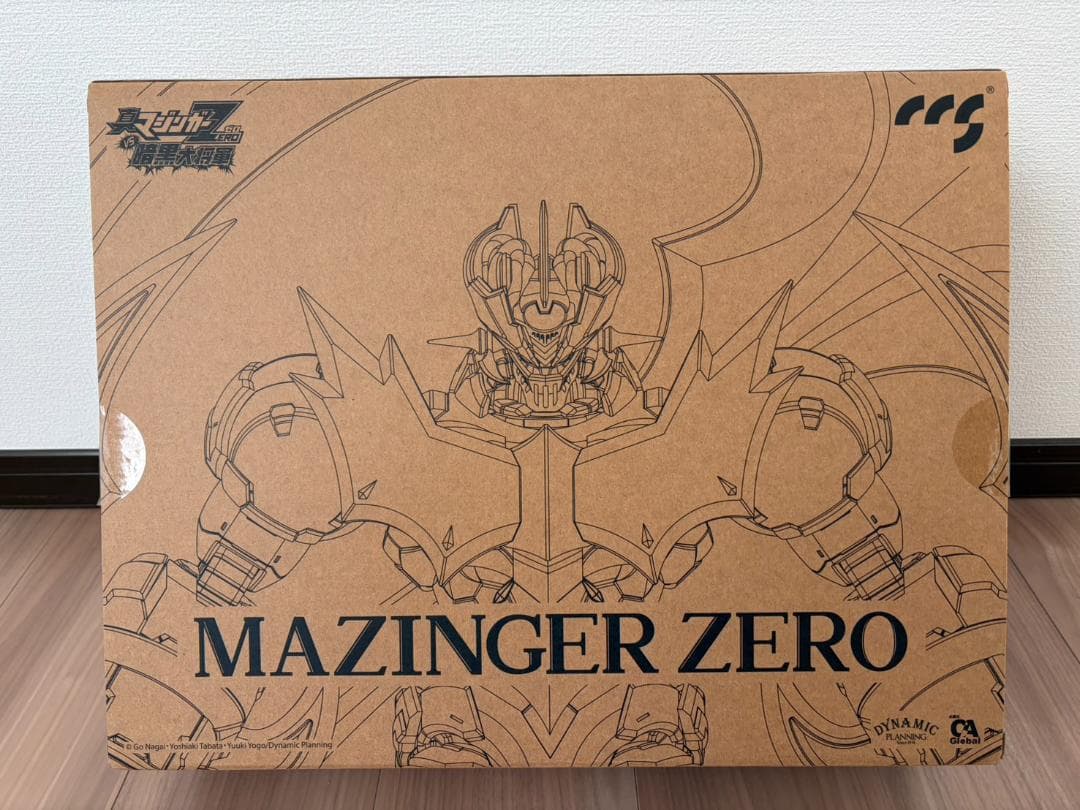 真マジンガーZERO
VS
暗黒大将軍
CCS®
MAZINGER ZERO
© Go Nagai・Yoshiaki Tabata・Yuuki Yogo/Dynamic Planning
DYNAMIC
PLANNING
CA
Global